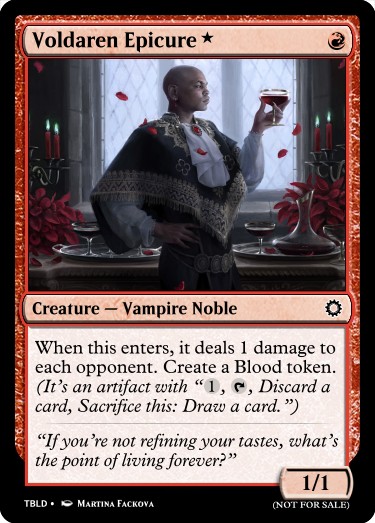 Voldaren Epicure★
Creature — Vampire Noble
When this enters, it deals 1 damage to
each opponent. Create a Blood token.
(It's an artifact with “1, T, Discard a
card, Sacrifice this: Draw a card.”)
“If you're not refining your tastes, what's
the point of living forever?”
1/1
TBLD • Martina Fackova
(NOT FOR SALE)